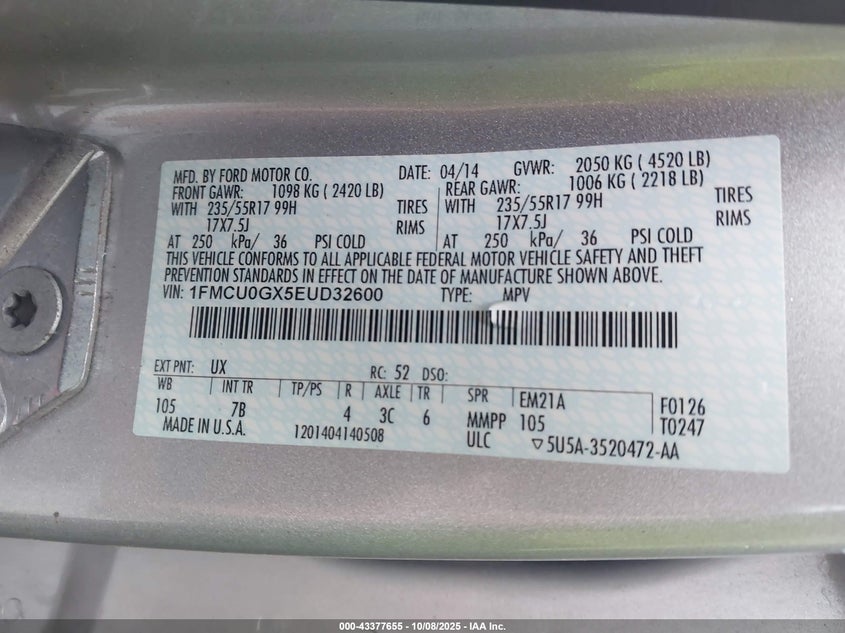 MFD. BY FORD MOTOR CO. DATE: 04/14 GVWR: 2050 KG ( 4520 LB)
FRONT GAWR: 1098 KG ( 2420 LB) REAR GAWR: 1006 KG ( 2218 LB)
WITH 235/55R17 99H TIRES WITH 235/55R17 99H TIRES
17X7.5J RIMS 17X7.5J RIMS
AT 250 kPa/ 36 PSI COLD AT 250 kPa/ 36 PSI COLD
THIS VEHICLE CONFORMS TO ALL APPLICABLE FEDERAL MOTOR VEHICLE SAFETY AND THEFT
PREVENTION STANDARDS IN EFFECT ON THE DATE OF MANUFACTURE SHOWN ABOVE.
VIN: 1FMCU0GX5EUD32600 TYPE: MPV
EXT PNT: UX RC: 52 DSO:
WB INT TR TP/PS R AXLE TR SPR EM21A F0126
105 7B 4 3C 6 MMPP 105 T0247
MADE IN U.S.A. 1201404140508 ULC ▽5U5A-3520472-AA
000-43377655 | 10/08/2025 | IAA Inc.